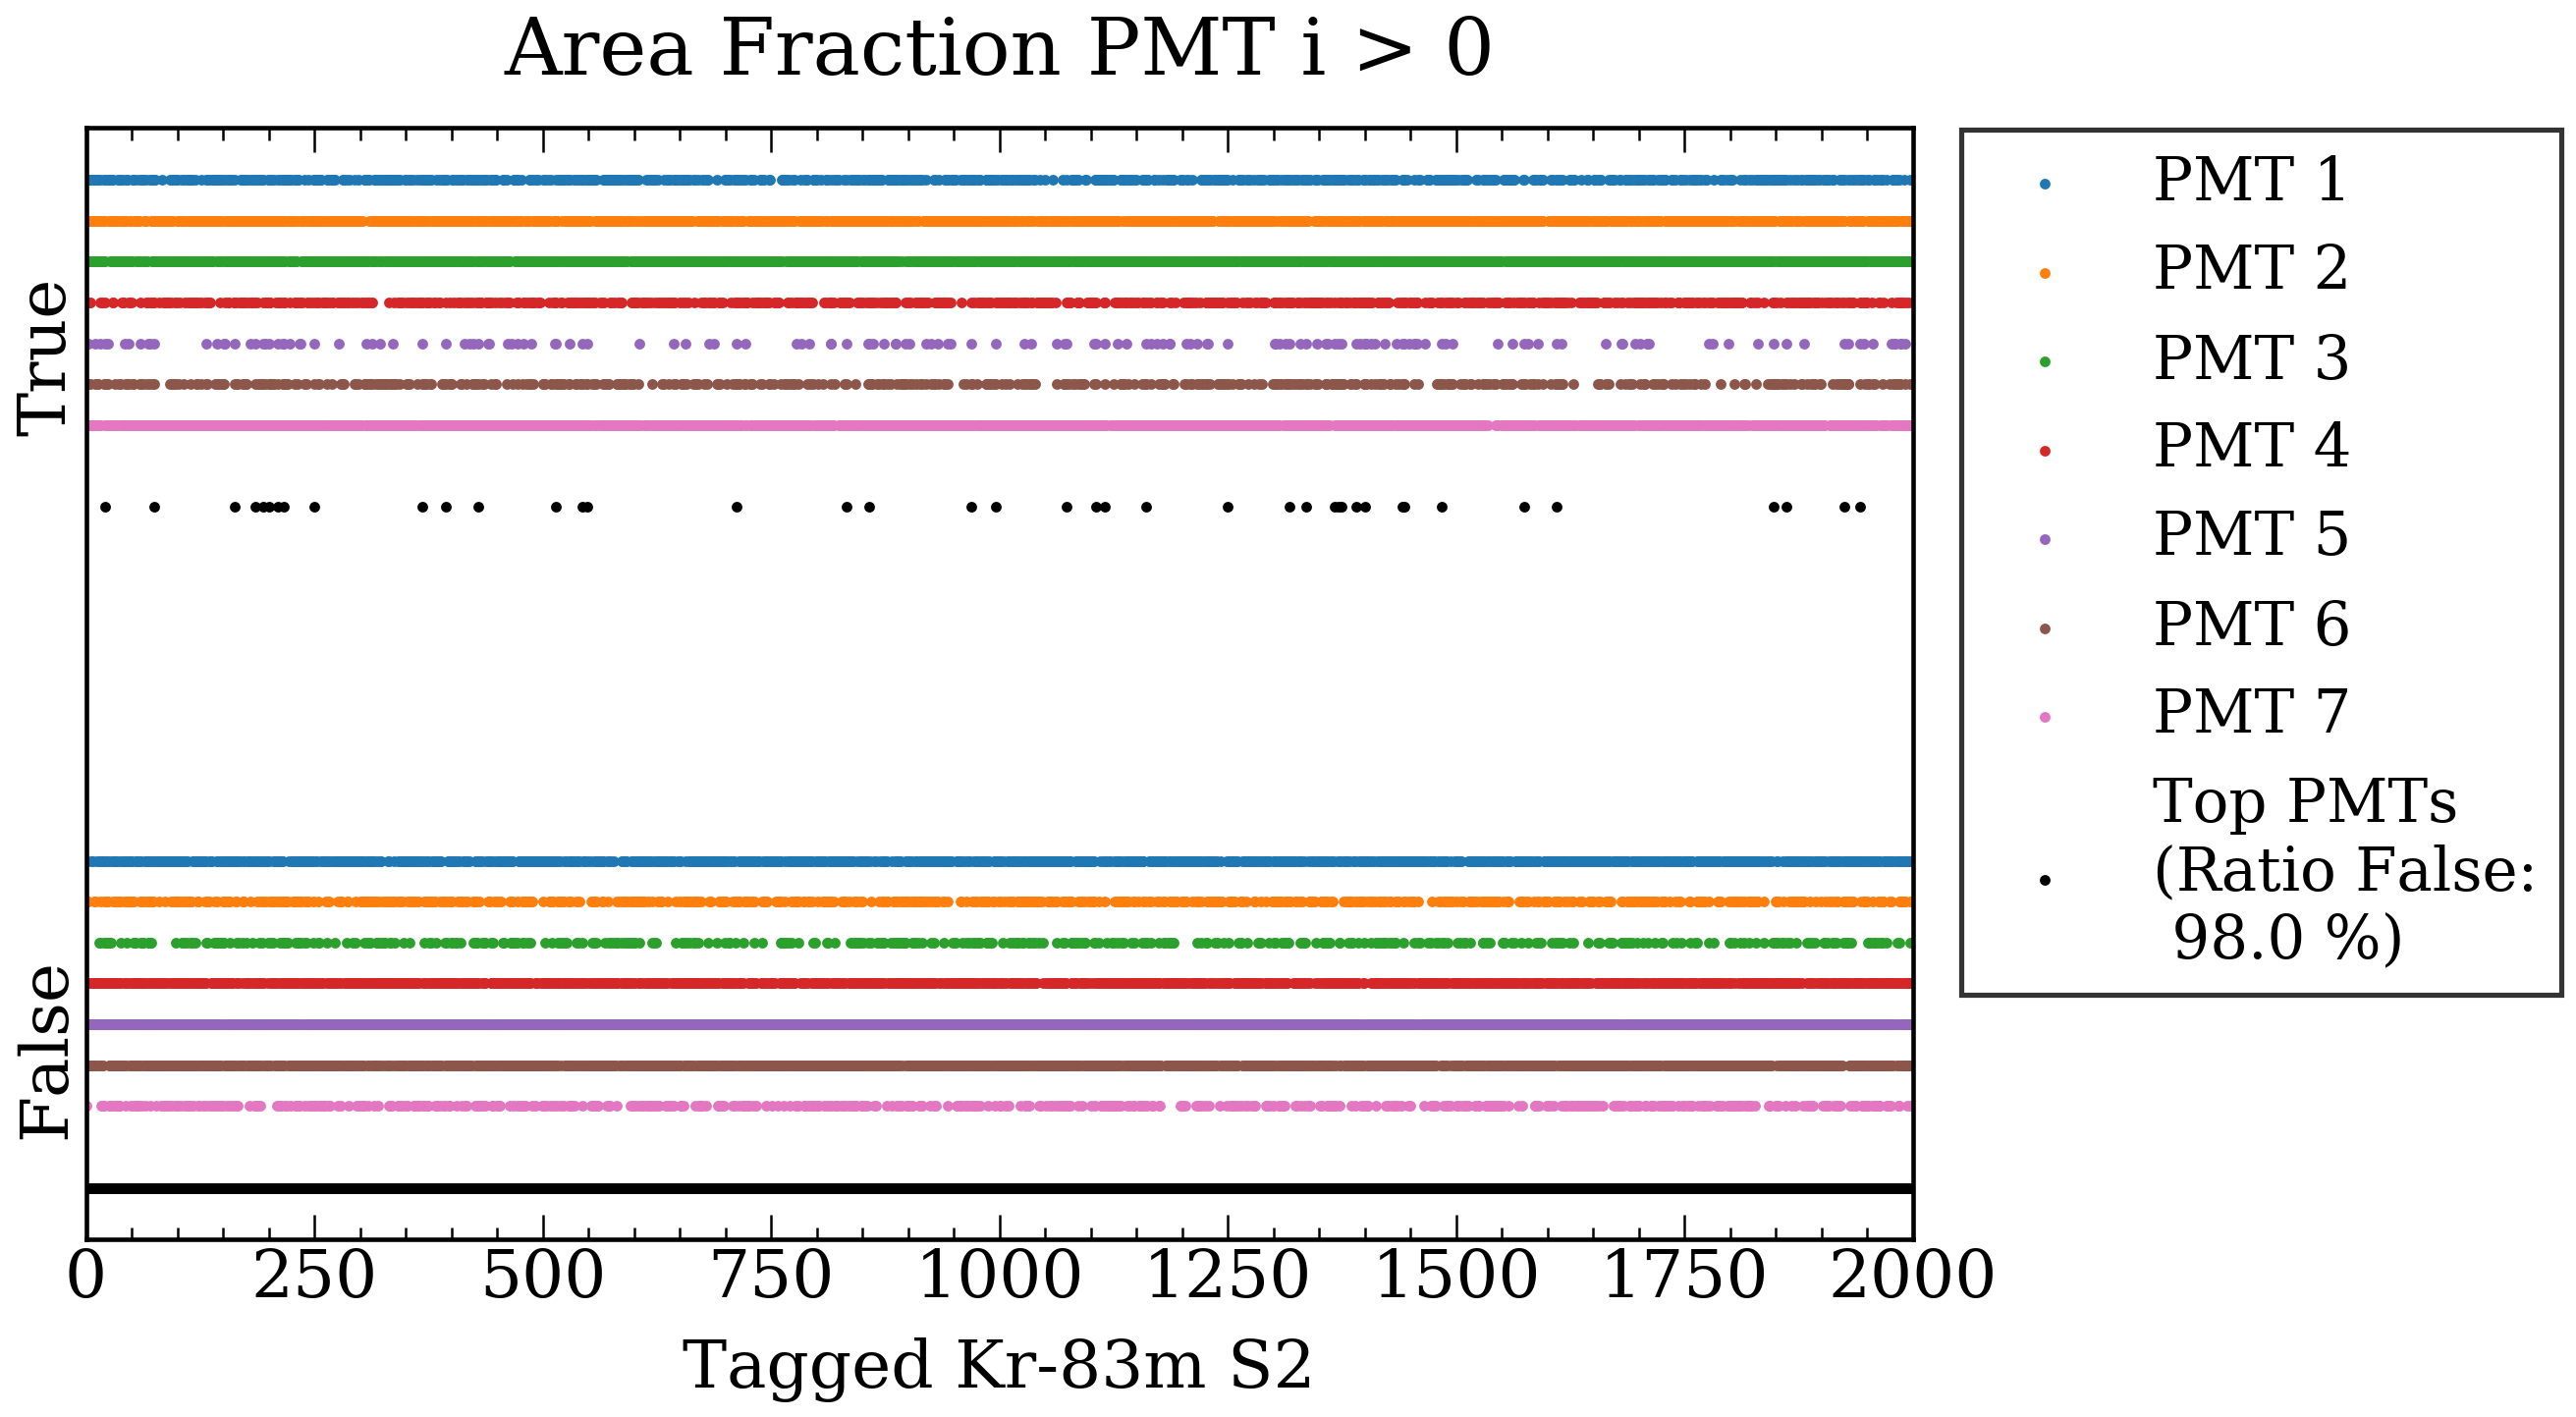 Area Fraction PMT i > 0
True
False
0 250 500 750 1000 1250 1500 1750 2000
Tagged Kr-83m S2
PMT 1
PMT 2
PMT 3
PMT 4
PMT 5
PMT 6
PMT 7
Top PMTs
(Ratio False:
98.0 %)